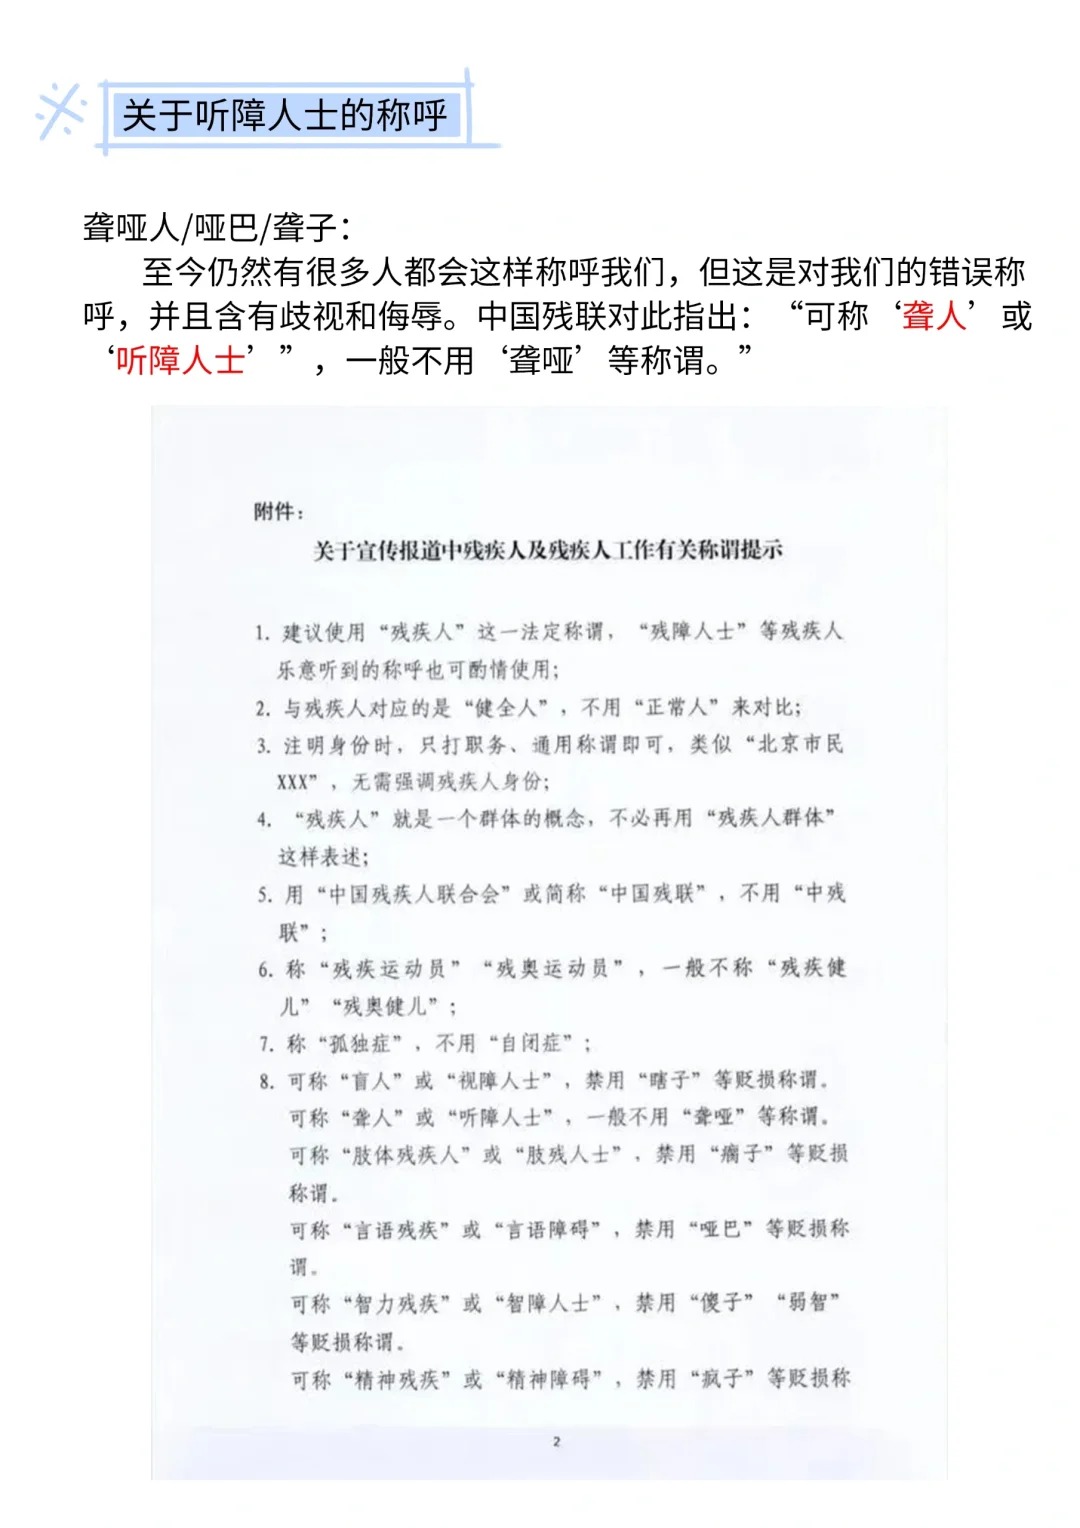 关于听障人士的称呼
聋哑人/哑巴/聋子：
至今仍然有很多人都会这样称呼我们，但这是对我们的错误称
呼，并且含有歧视和侮辱。中国残联对此指出：“可称‘聋人’或
‘听障人士’”，一般不用‘聋哑’等称谓。”
附件：
关于宣传报道中残疾人及残疾人工作有关称谓提示
1. 建议使用“残疾人”这一法定称谓，“残障人士”等残疾人
乐意听到的称呼也可酌情使用；
2. 与残疾人对应的是“健全人”，不用“正常人”来对比；
3. 注明身份时，只打职务、通用称谓即可，类似“北京市民
XXX”，无需强调残疾人身份；
4. “残疾人”就是一个群体的概念，不必再用“残疾人群体”
这样表述；
5. 用“中国残疾人联合会”或简称“中国残联”，不用“中残
联”；
6. 称“残疾运动员”“残奥运动员”，一般不称“残疾健
儿”“残奥健儿”；
7. 称“孤独症”，不用“自闭症”；
8. 可称“盲人”或“视障人士”，禁用“瞎子”等贬损称谓。
可称“聋人”或“听障人士”，一般不用“聋哑”等称谓。
可称“肢体残疾人”或“肢残人士”，禁用“瘸子”等贬损
称谓。
可称“言语残疾”或“言语障碍”，禁用“哑巴”等贬损称
谓。
可称“智力残疾”或“智障人士”，禁用“傻子”“弱智”
等贬损称谓。
可称“精神残疾”或“精神障碍”，禁用“疯子”等贬损称
2